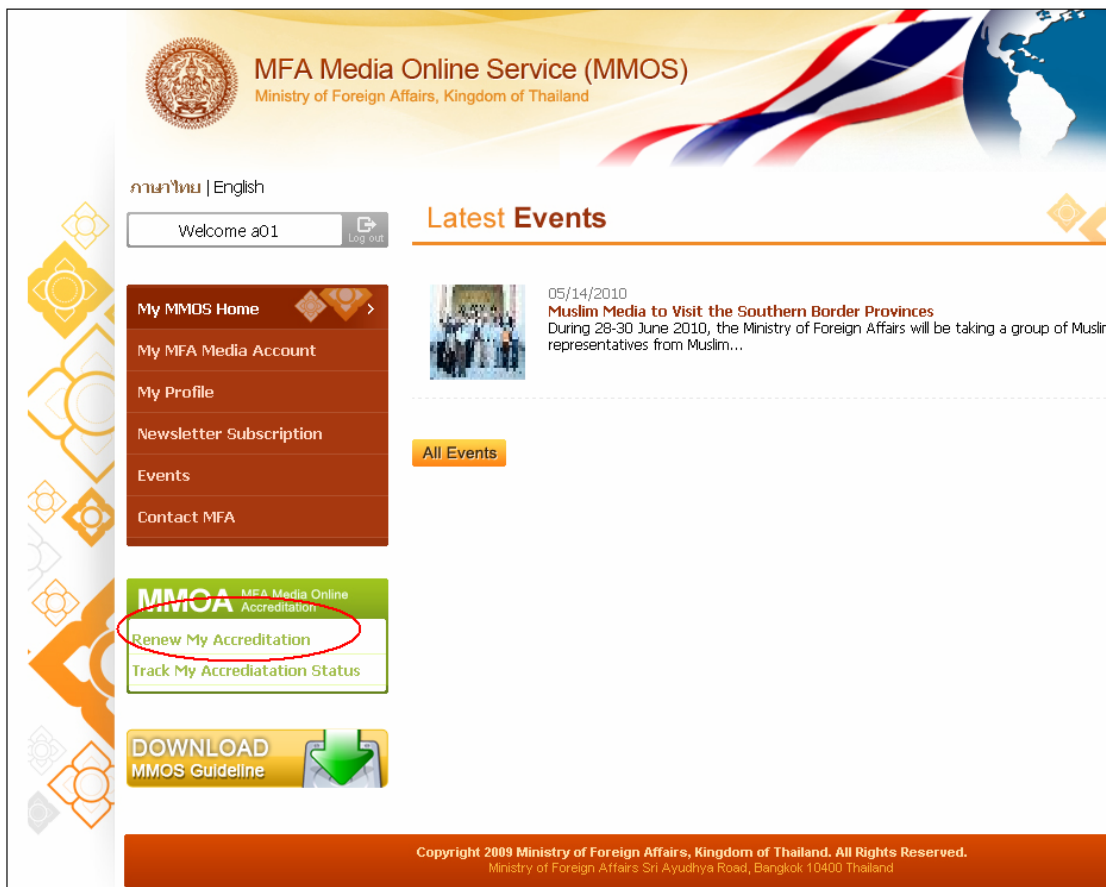 MFA Media Online Service (MMOS)
Ministry of Foreign Affairs, Kingdom of Thailand
ภาษาไทย | English
Welcome a01
Log out
Latest Events
My MMOS Home
My MFA Media Account
My Profile
Newsletter Subscription
Events
Contact MFA
05/14/2010
Muslim Media to Visit the Southern Border Provinces
During 28-30 June 2010, the Ministry of Foreign Affairs will be taking a group of
representatives from Muslim...
All Events
MMOA MFA Media Online
Accreditation
Renew My Accreditation
Track My Accrediatation Status
DOWNLOAD
MMOS Guideline
Copyright 2009 Ministry of Foreign Affairs, Kingdom of Thailand. All Rights Reserved.
Ministry of Foreign Affairs Sri Ayudhya Road, Bangkok 10400 Thailand